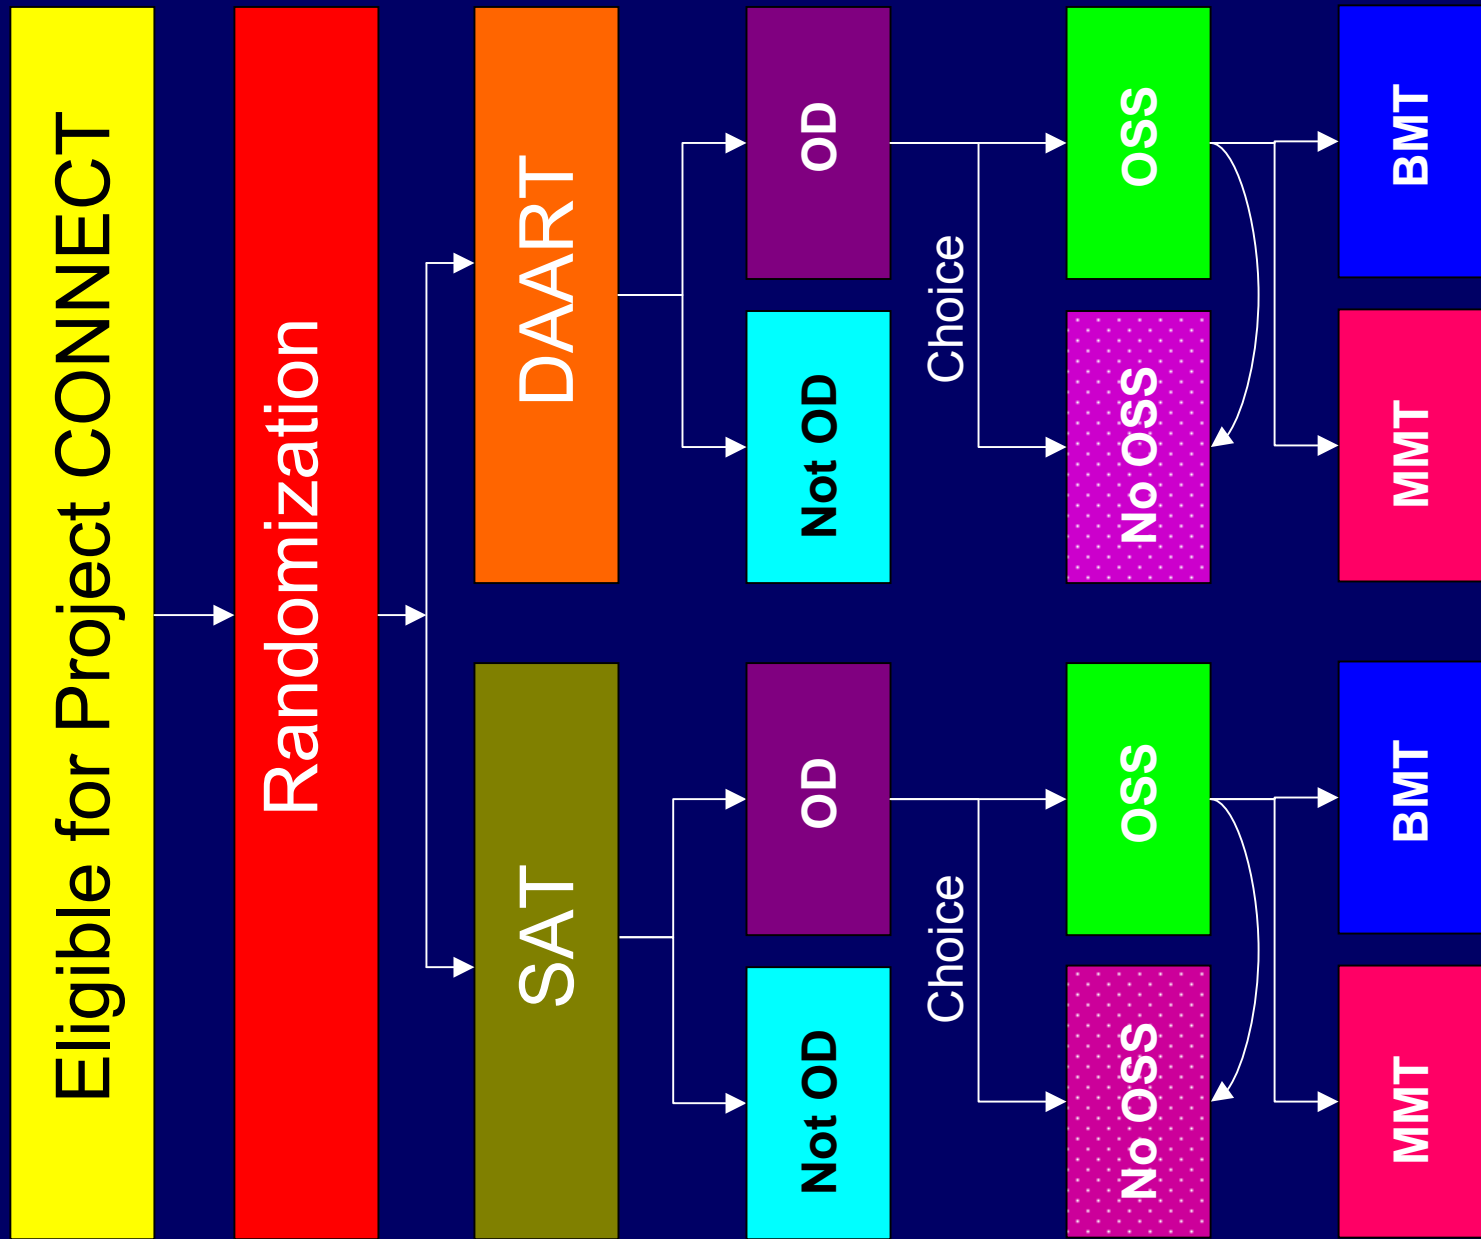 Eligible for Project CONNECT
Randomization
DAART
SAT
OD
Not OD
OD
Not OD
Choice
Choice
OSS
No OSS
OSS
No OSS
BMT
MMT
BMT
MMT